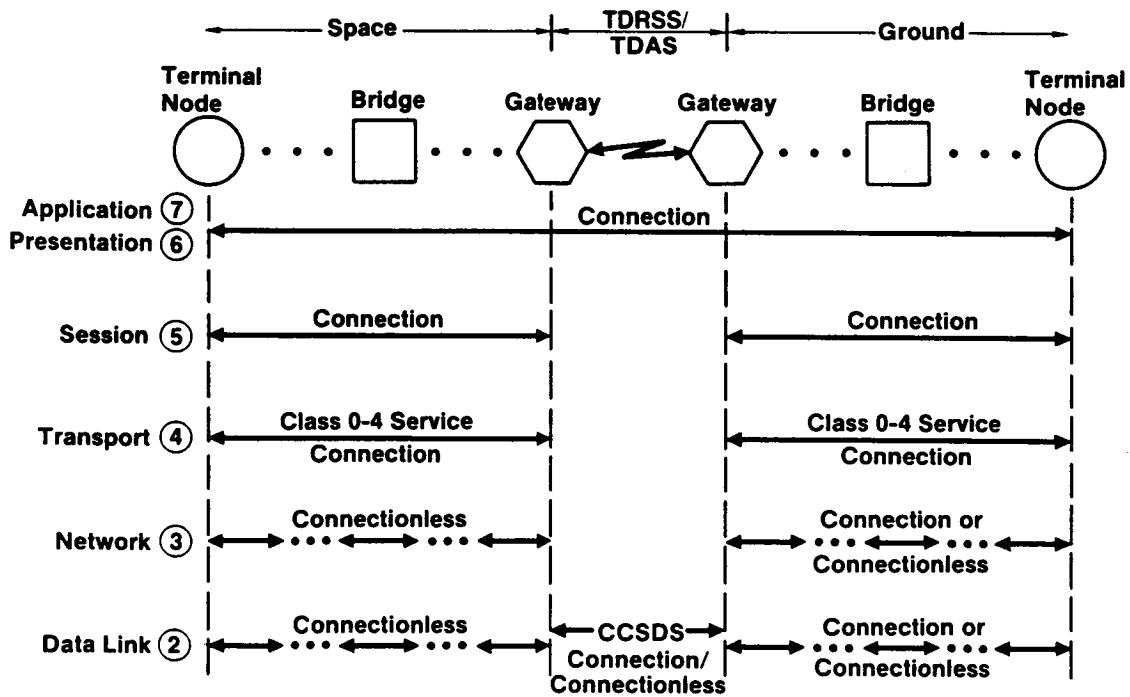 Space
TDRSS/
TDAS
Ground
Terminal
Node
Bridge
Gateway
Gateway
Bridge
Terminal
Node
Application 7
Connection
Presentation 6
Session 5
Connection
Connection
Transport 4
Class 0-4 Service
Connection
Class 0-4 Service
Connection
Network 3
Connectionless
Connection or
Connectionless
Data Link 2
Connectionless
CCSDS
Connection/
Connectionless
Connection or
Connectionless